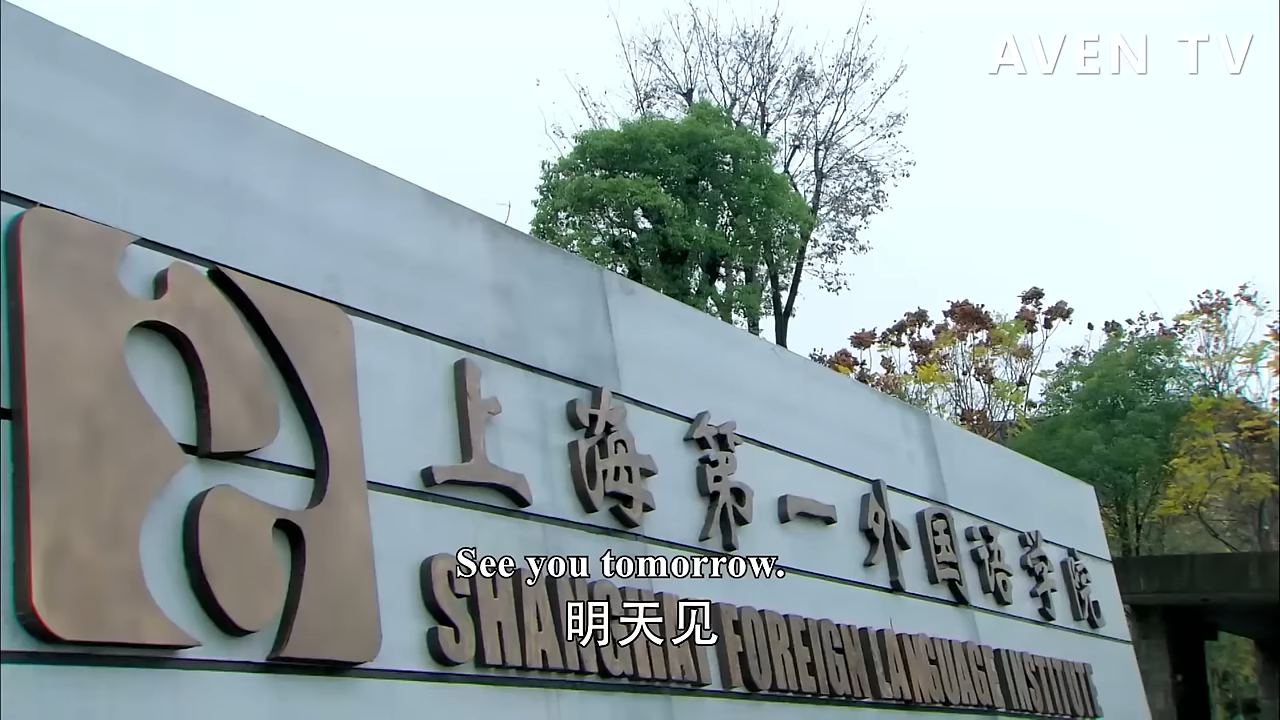 AVEN TV
上海第一外国语学院
See you tomorrow.
SHANGHAI FOREIGN LANGUAGE INSTITUTE
明天见